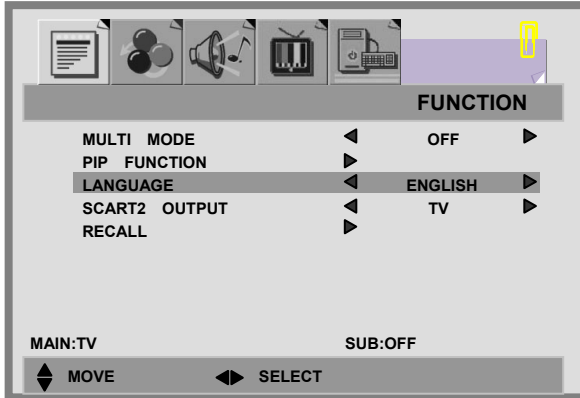 FUNCTION
MULTI MODE ◀ OFF ▶
PIP FUNCTION ▶
LANGUAGE ◀ ENGLISH ▶
SCART2 OUTPUT ◀ TV ▶
RECALL ▶
MAIN:TV SUB:OFF
MOVE SELECT